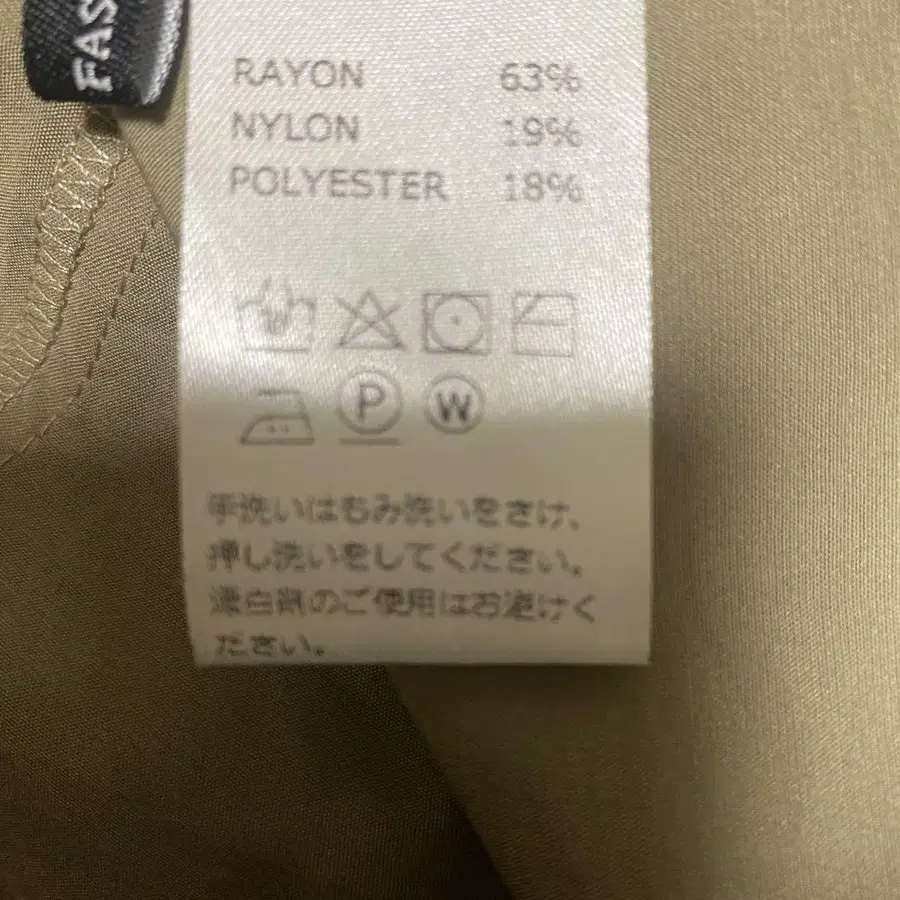 FAS
RAYON 63%
NYLON 19%
POLYESTER 18%
P W
手洗いはもみ洗いをさけ、
押し洗いをしてください。
漂白剤のご使用はお避けく
ださい。